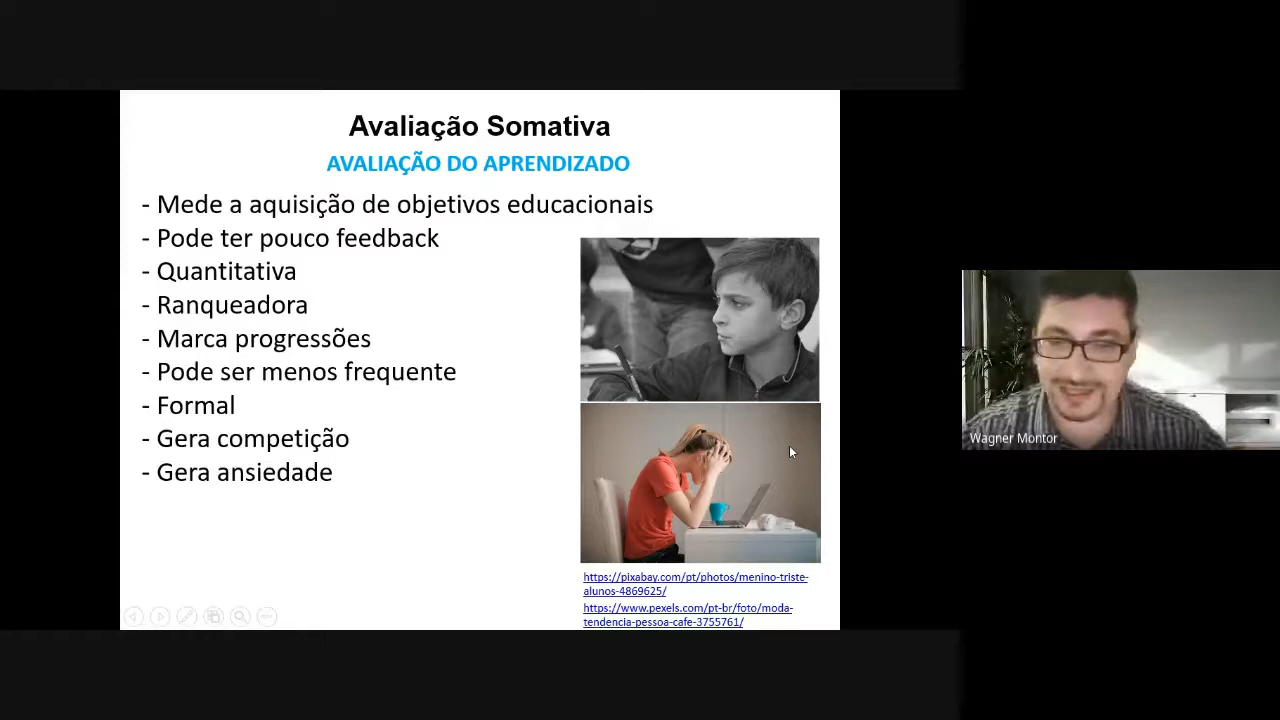 Avaliação Somativa
AVALIAÇÃO DO APRENDIZADO
- Mede a aquisição de objetivos educacionais
- Pode ter pouco feedback
- Quantitativa
- Ranqueadora
- Marca progressões
- Pode ser menos frequente
- Formal
- Gera competição
- Gera ansiedade
https://pixabay.com/pt/photos/menino-triste-
alunos-4869625/
https://www.pexels.com/pt-br/foto/moda-
tendencia-pessoa-cafe-3755761/
Wagner Montor